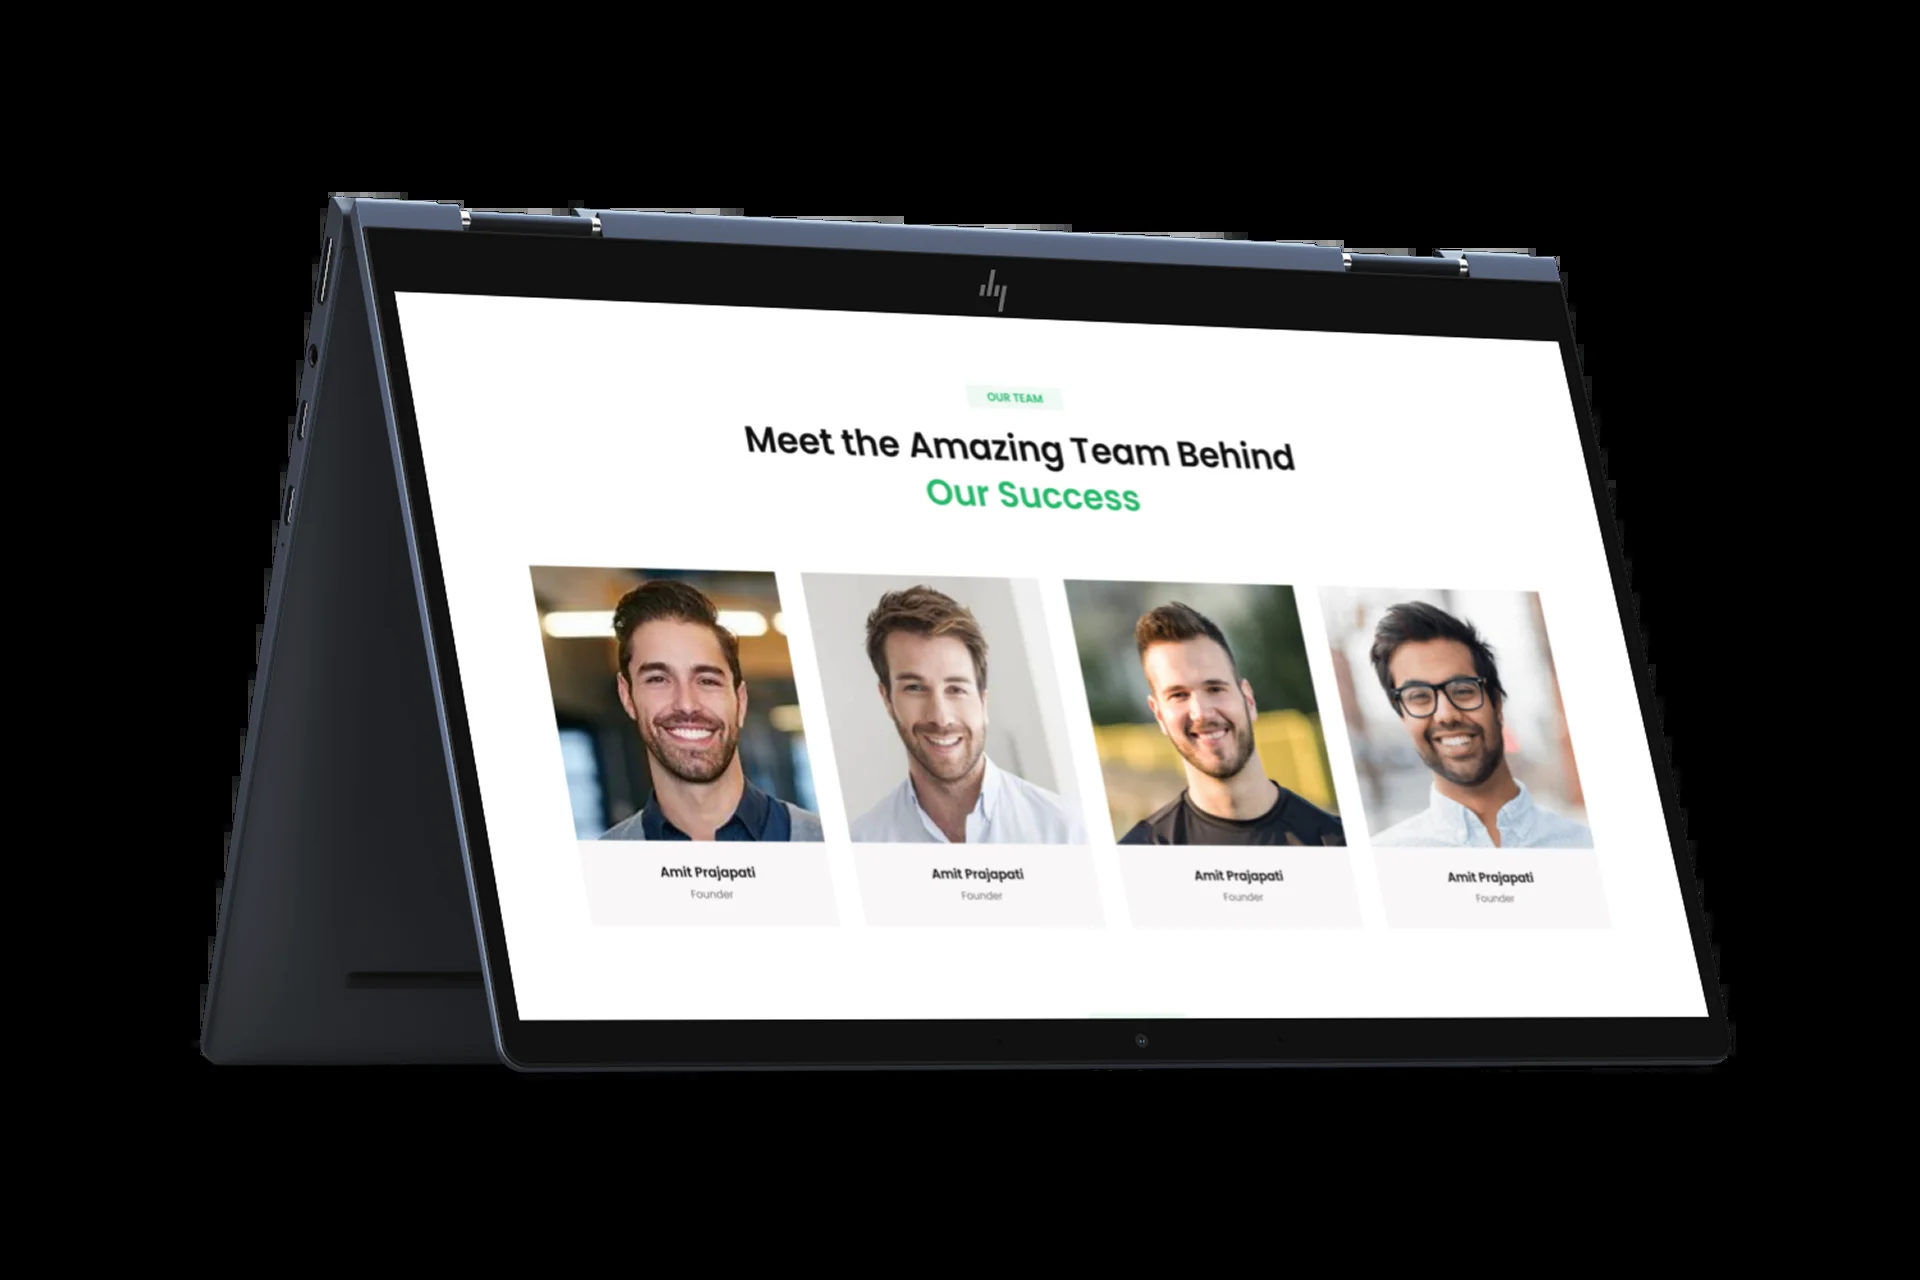 OUR TEAM
Meet the Amazing Team Behind
Our Success
Amit Prajapati
Founder
Amit Prajapati
Founder
Amit Prajapati
Founder
Amit Prajapati
Founder